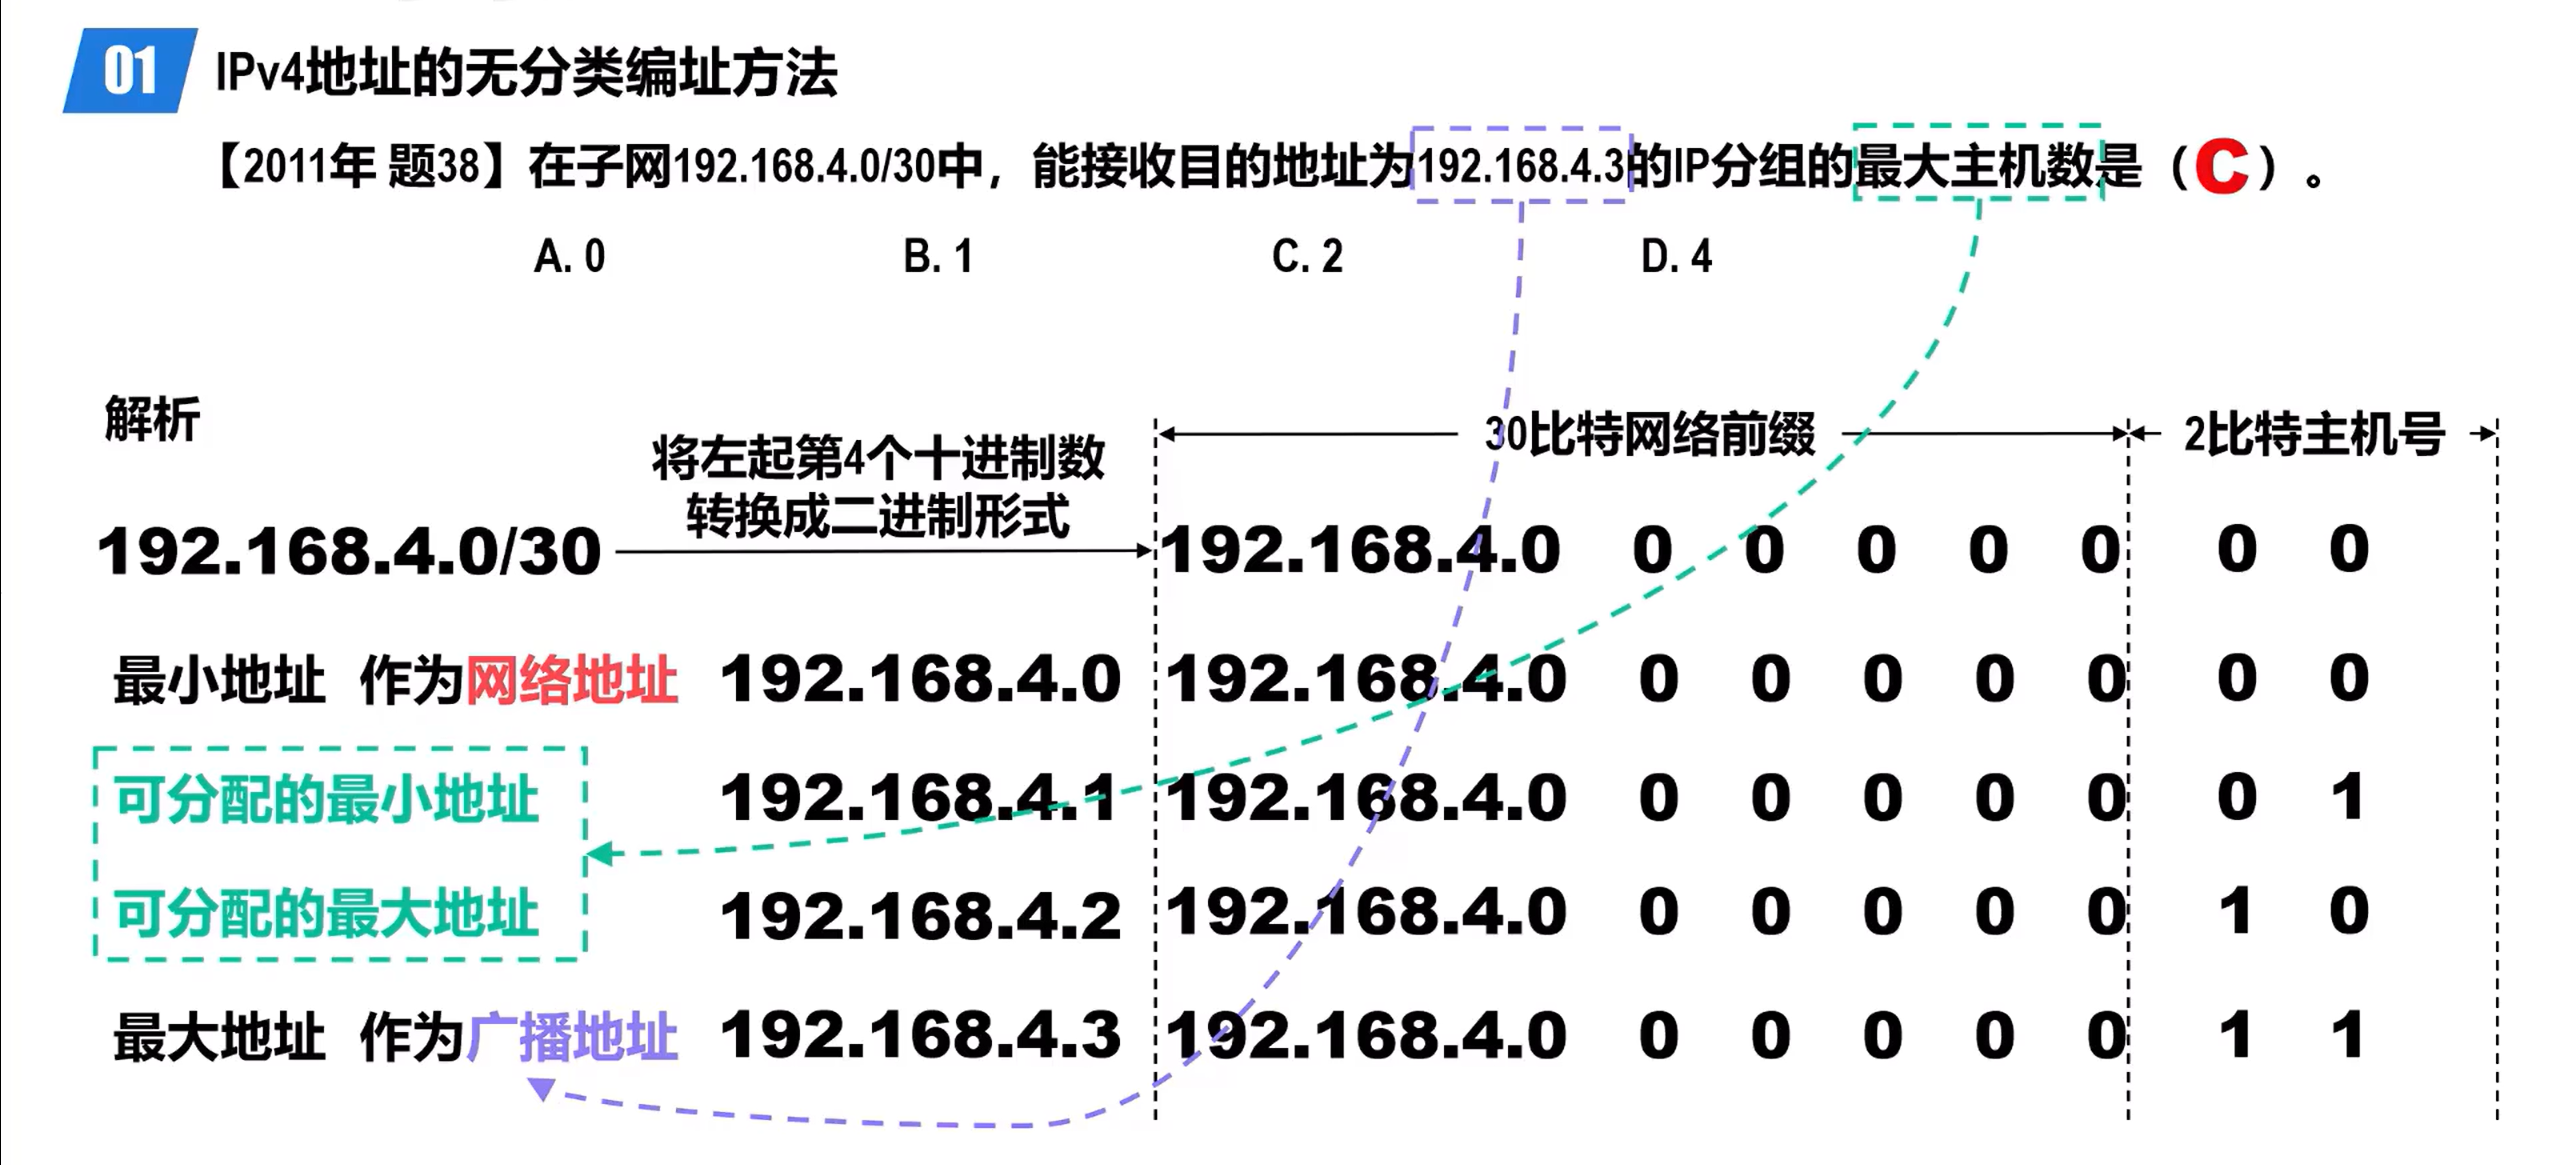 01 IPv4地址的无分类编址方法
【2011年 题38】在子网192.168.4.0/30中，能接收目的地址为192.168.4.3的IP分组的最大主机数是（C）。
A. 0 B. 1 C. 2 D. 4
解析
将左起第4个十进制数
转换成二进制形式
30比特网络前缀 2比特主机号
192.168.4.0/30 192.168.4.0 0 0 0 0 0 0 0
最小地址 作为网络地址 192.168.4.0 192.168.4.0 0 0 0 0 0 0 0
可分配的最小地址 192.168.4.1 192.168.4.0 0 0 0 0 0 0 1
可分配的最大地址 192.168.4.2 192.168.4.0 0 0 0 0 0 1 0
最大地址 作为广播地址 192.168.4.3 192.168.4.0 0 0 0 0 0 1 1